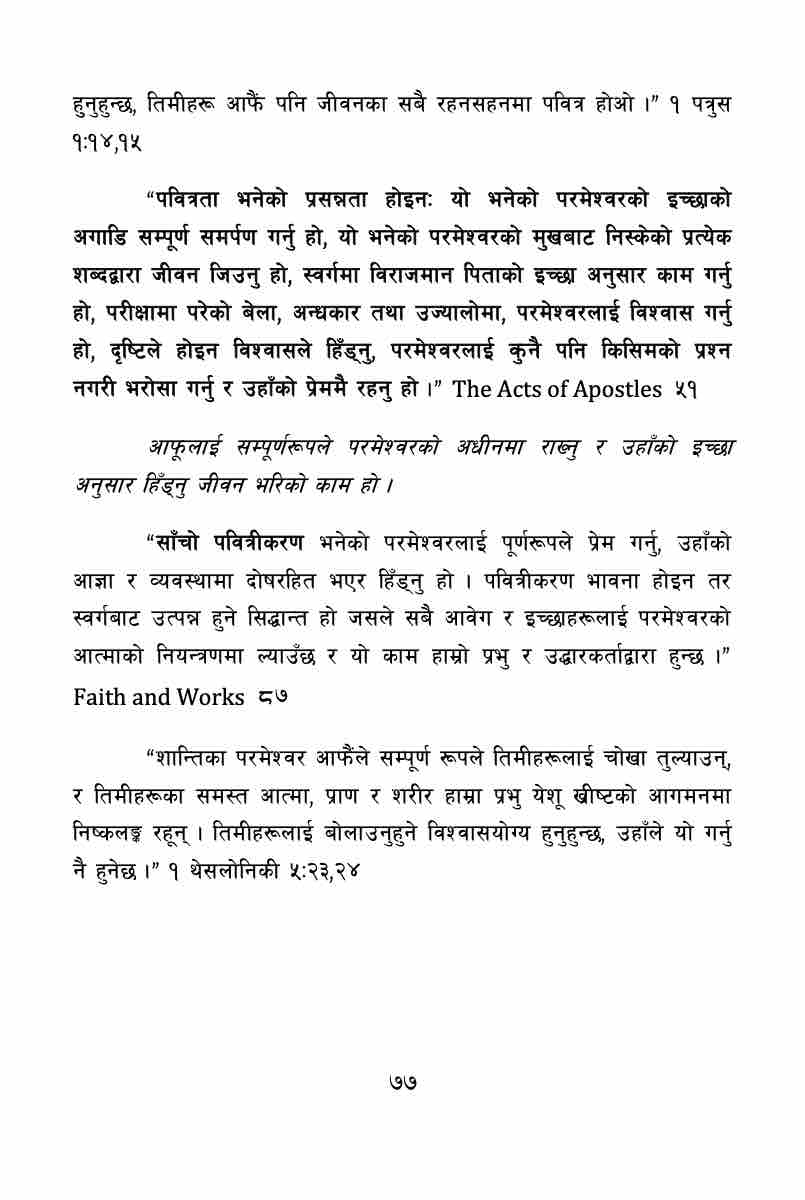 हुनुहुन्छ, तिमीहरू आफैं पनि जीवनका सबै रहनसहनमा पवित्र होओ ।” १ पत्रुस
१ः१४,१५
“पवित्रता भनेको प्रसन्नता होइनः यो भनेको परमेश्वरको इच्छाको
अगाडि सम्पूर्ण समर्पण गर्नु हो, यो भनेको परमेश्वरको मुखबाट निस्केको प्रत्येक
शब्दद्वारा जीवन जिउनु हो, स्वर्गमा विराजमान पिताको इच्छा अनुसार काम गर्नु
हो, परीक्षामा परेको बेला, अन्धकार तथा उज्यालोमा, परमेश्वरलाई विश्वास गर्नु
हो, दृष्टिले होइन विश्वासले हिँड्नु, परमेश्वरलाई कुनै पनि किसिमको प्रश्न
नगरी भरोसा गर्नु र उहाँको प्रेममै रहनु हो ।” The Acts of Apostles ५१
आफूलाई सम्पूर्णरूपले परमेश्वरको अधीनमा राख्नु र उहाँको इच्छा
अनुसार हिँड्नु जीवन भरिको काम हो ।
“साँचो पवित्रीकरण भनेको परमेश्वरलाई पूर्णरूपले प्रेम गर्नु, उहाँको
आज्ञा र व्यवस्थामा दोषरहित भएर हिँड्नु हो । पवित्रीकरण भावना होइन तर
स्वर्गबाट उत्पन्न हुने सिद्धान्त हो जसले सबै आवेग र इच्छाहरूलाई परमेश्वरको
आत्माको नियन्त्रणमा ल्याउँछ र यो काम हाम्रो प्रभु र उद्धारकर्ताद्वारा हुन्छ ।”
Faith and Works ८७
“शान्तिका परमेश्वर आफैंले सम्पूर्ण रूपले तिमीहरूलाई चोखा तुल्याउन्,
र तिमीहरूका समस्त आत्मा, प्राण र शरीर हाम्रा प्रभु येशू ख्रीष्टको आगमनमा
निष्कलङ्क रहून् । तिमीहरूलाई बोलाउनुहुने विश्वासयोग्य हुनुहुन्छ, उहाँले यो गर्नु
नै हुनेछ ।” १ थेसलोनिकी ५ः२३,२४
७७